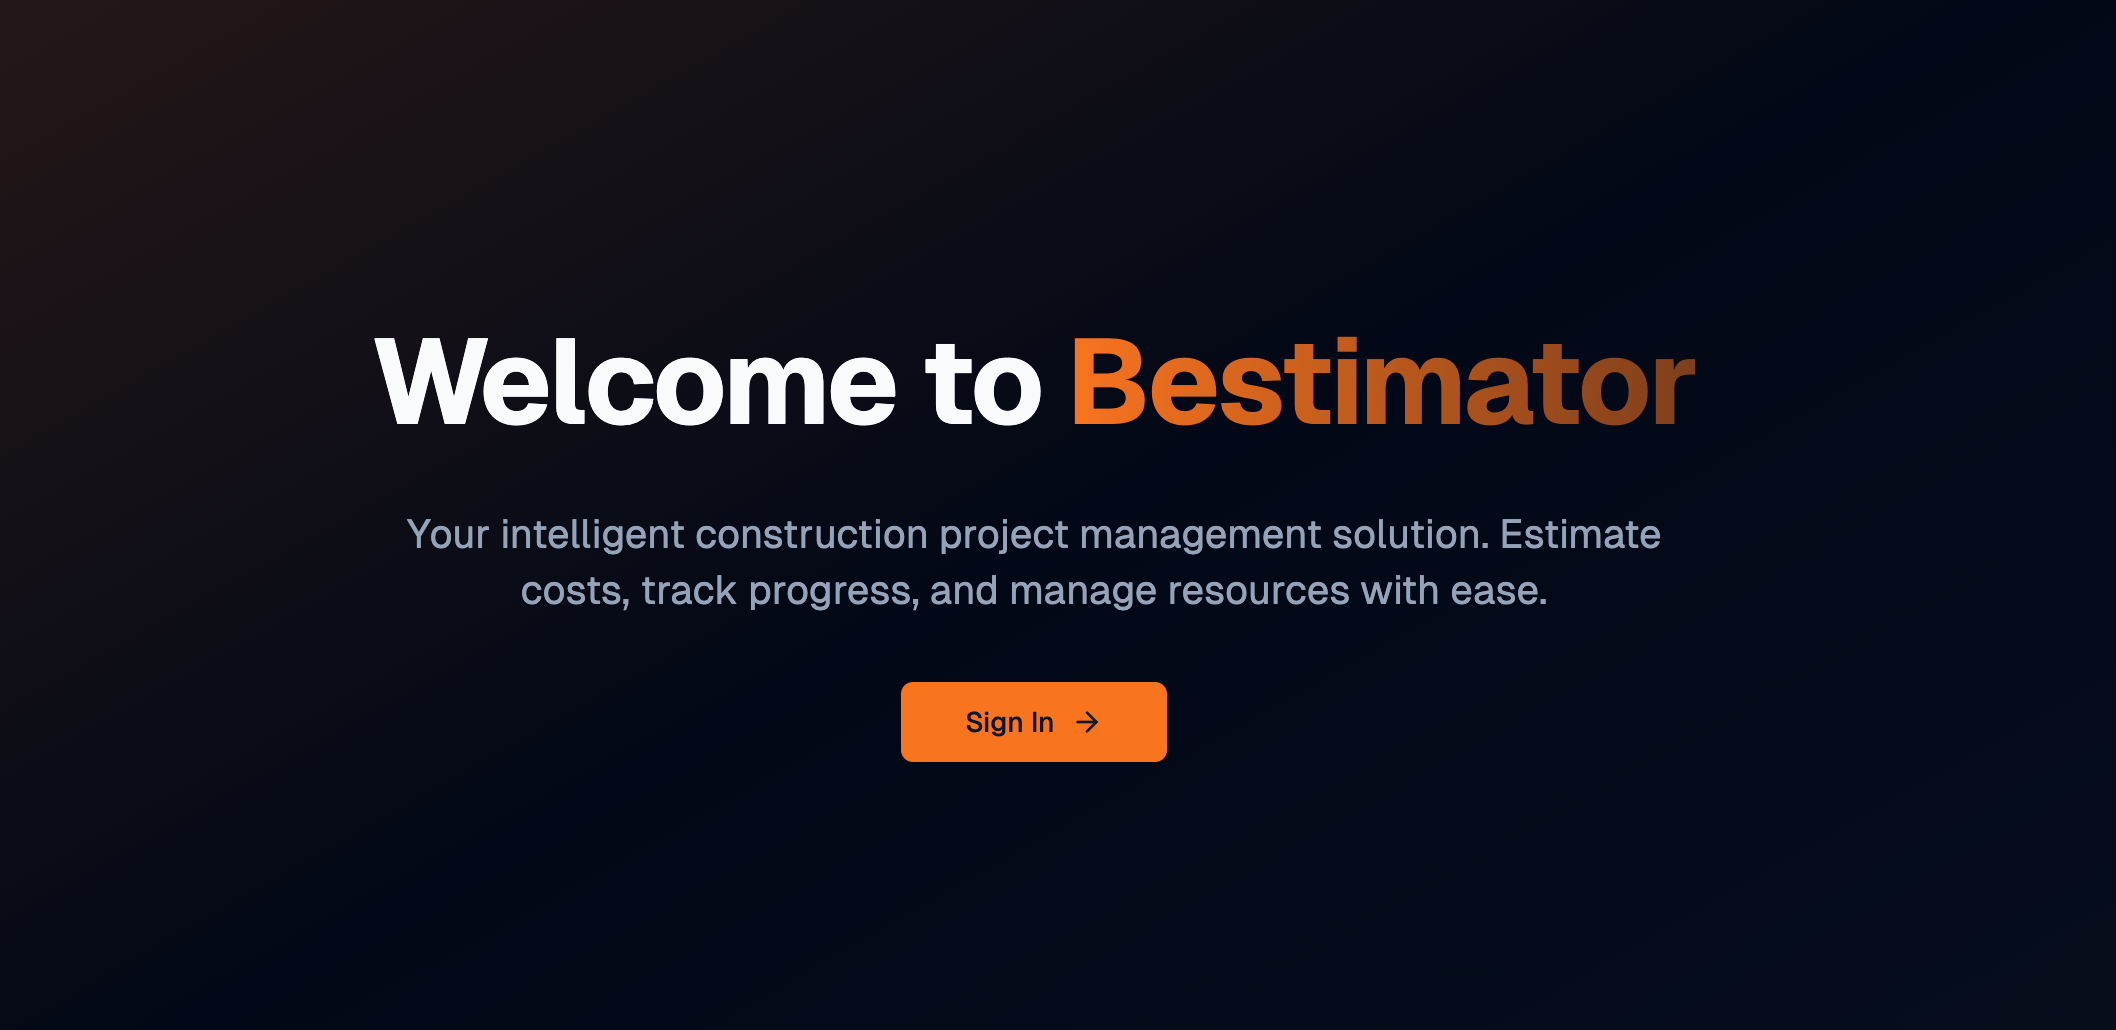 Welcome to Bestimator
Your intelligent construction project management solution. Estimate
costs, track progress, and manage resources with ease.
Sign In